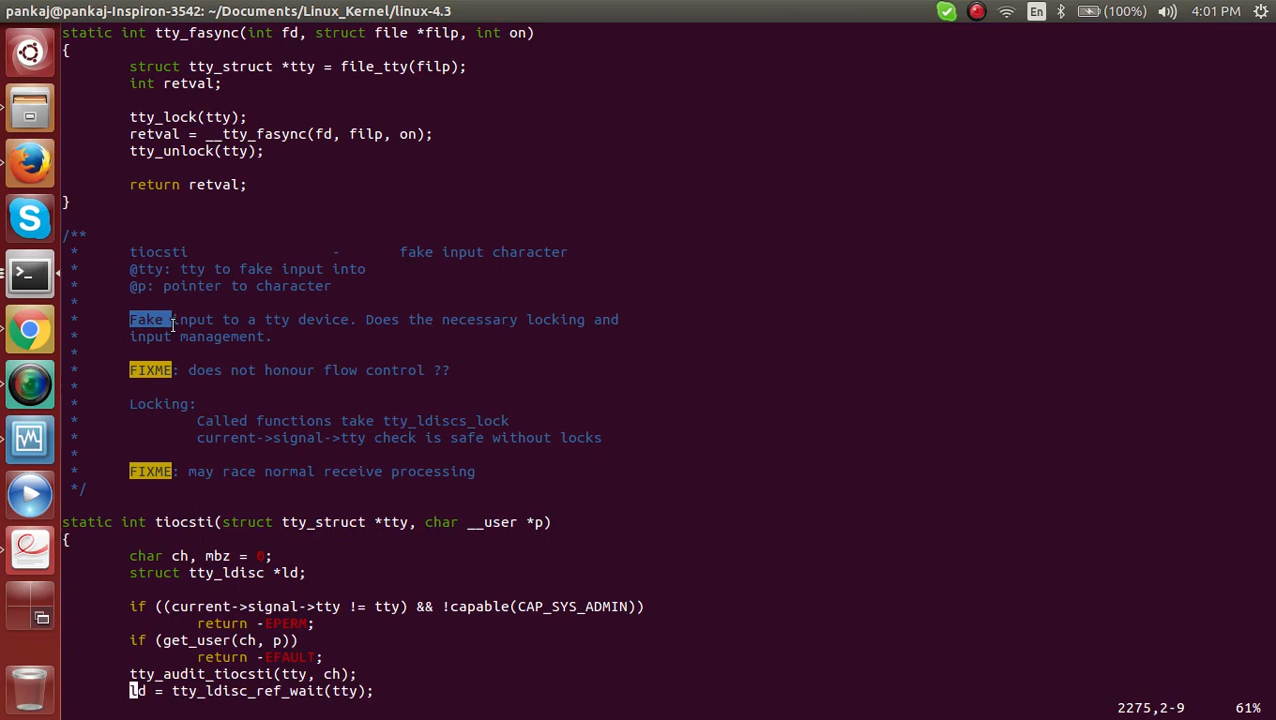 pankaj@pankaj-Inspiron-3542: ~/Documents/Linux_Kernel/linux-4.3
En
(100%)
4:01 PM
static int tty_fasync(int fd, struct file *filp, int on)
{
struct tty_struct *tty = file_tty(filp);
int retval;
tty_lock(tty);
retval = __tty_fasync(fd, filp, on);
tty_unlock(tty);
return retval;
}
/**
* tiocsti - fake input character
* @tty: tty to fake input into
* @p: pointer to character
*
* Fake input to a tty device. Does the necessary locking and
* input management.
*
* FIXME: does not honour flow control ??
*
* Locking:
* Called functions take tty_ldiscs_lock
* current->signal->tty check is safe without locks
*
* FIXME: may race normal receive processing
*/
static int tiocsti(struct tty_struct *tty, char __user *p)
{
char ch, mbz = 0;
struct tty_ldisc *ld;
if ((current->signal->tty != tty) && !capable(CAP_SYS_ADMIN))
return -EPERM;
if (get_user(ch, p))
return -EFAULT;
tty_audit_tiocsti(tty, ch);
ld = tty_ldisc_ref_wait(tty);
2275,2-9 61%